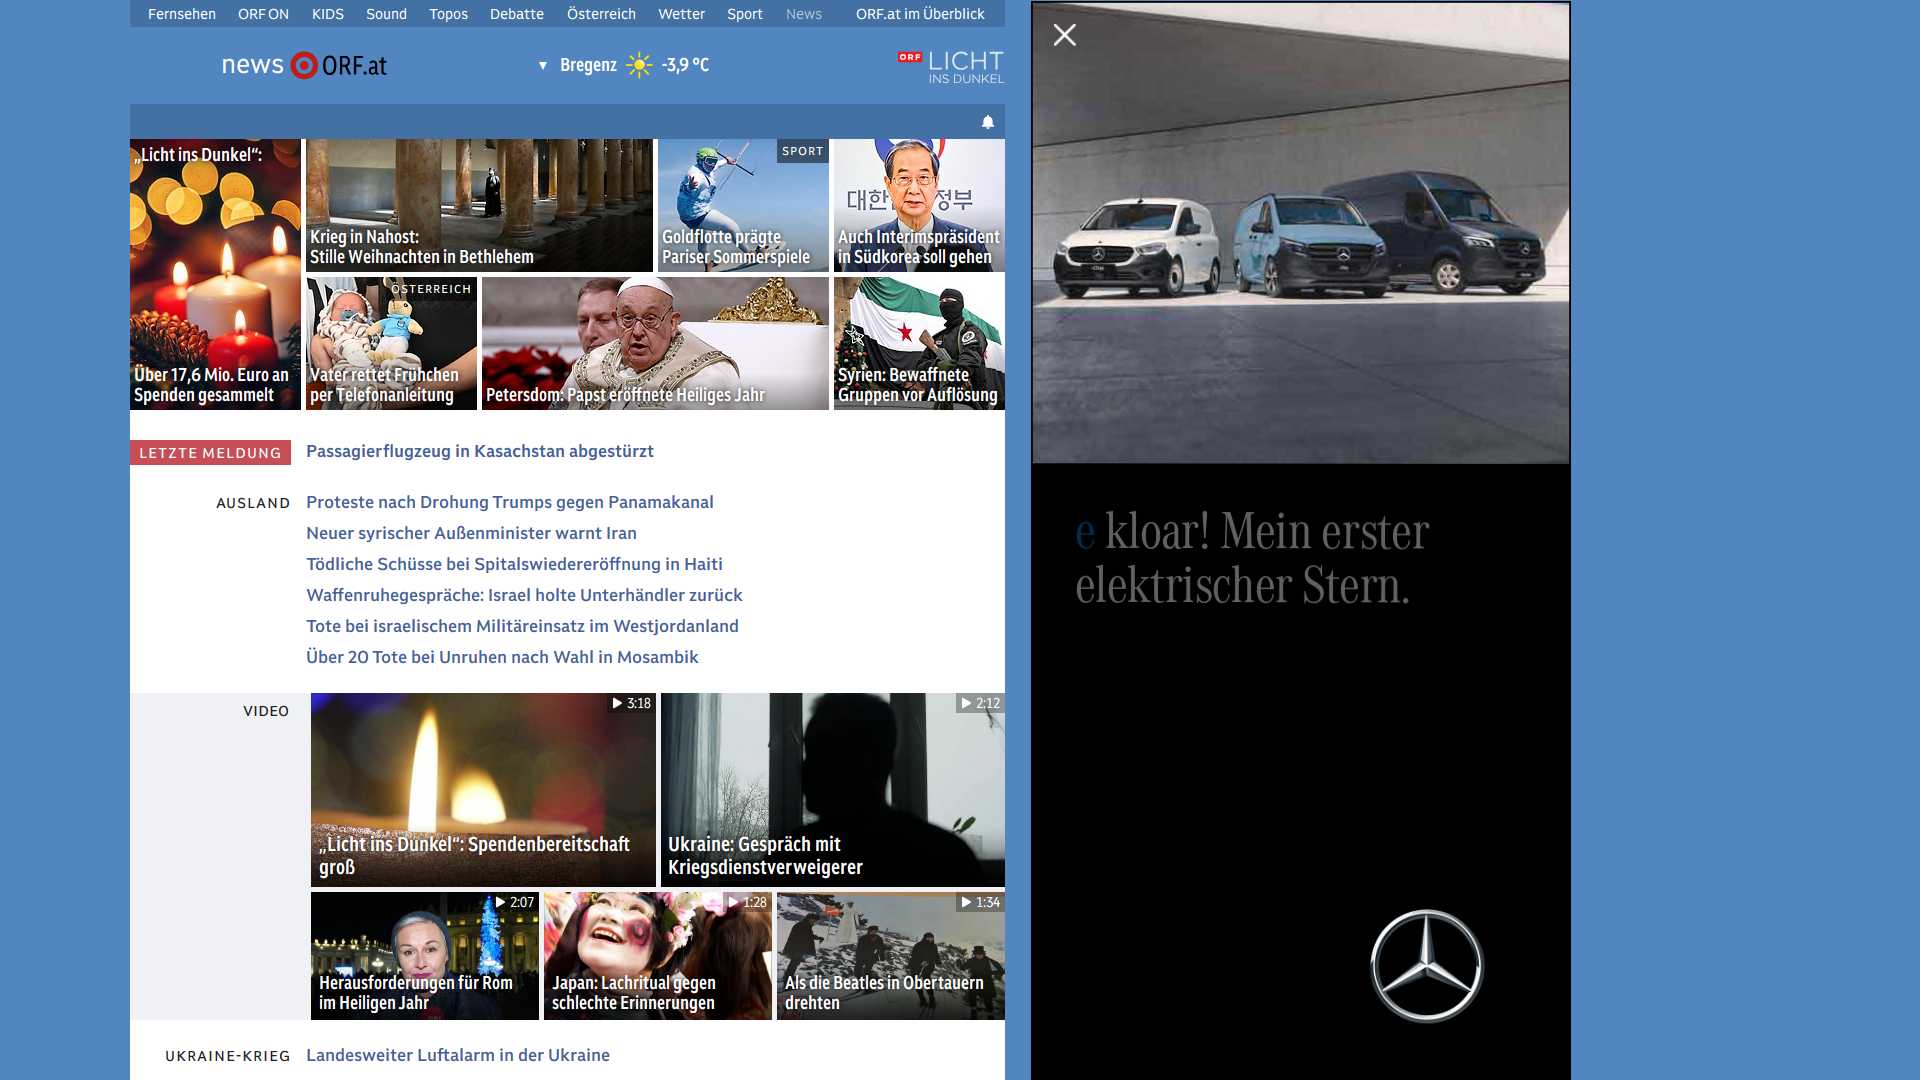 Fernsehen ORF ON KIDS Sound Topos Debatte Österreich Wetter Sport News ORF.at im Überblick
news ORF.at
▼ Bregenz -3,9 °C
ORF LICHT
INS DUNKEL
„Licht ins Dunkel“:
Über 17,6 Mio. Euro an
Spenden gesammelt
Krieg in Nahost:
Stille Weihnachten in Bethlehem
SPORT
Goldflotte prägte
Pariser Sommerspiele
Auch Interimspräsident
in Südkorea soll gehen
ÖSTERREICH
Vater rettet Frühchen
per Telefonanleitung
Petersdom: Papst eröffnete Heiliges Jahr
Syrien: Bewaffnete
Gruppen vor Auflösung
LETZTE MELDUNG
Passagierflugzeug in Kasachstan abgestürzt
AUSLAND
Proteste nach Drohung Trumps gegen Panamakanal
Neuer syrischer Außenminister warnt Iran
Tödliche Schüsse bei Spitalswiedereröffnung in Haiti
Waffenruhegespräche: Israel holte Unterhändler zurück
Tote bei israelischem Militäreinsatz im Westjordanland
Über 20 Tote bei Unruhen nach Wahl in Mosambik
VIDEO
3:18
„Licht ins Dunkel“: Spendenbereitschaft
groß
2:12
Ukraine: Gespräch mit
Kriegsdienstverweigerer
2:07
Herausforderungen für Rom
im Heiligen Jahr
1:28
Japan: Lachritual gegen
schlechte Erinnerungen
1:34
Als die Beatles in Obertauern
drehten
UKRAINE-KRIEG
Landesweiter Luftalarm in der Ukraine
e kloar! Mein erster
elektrischer Stern.